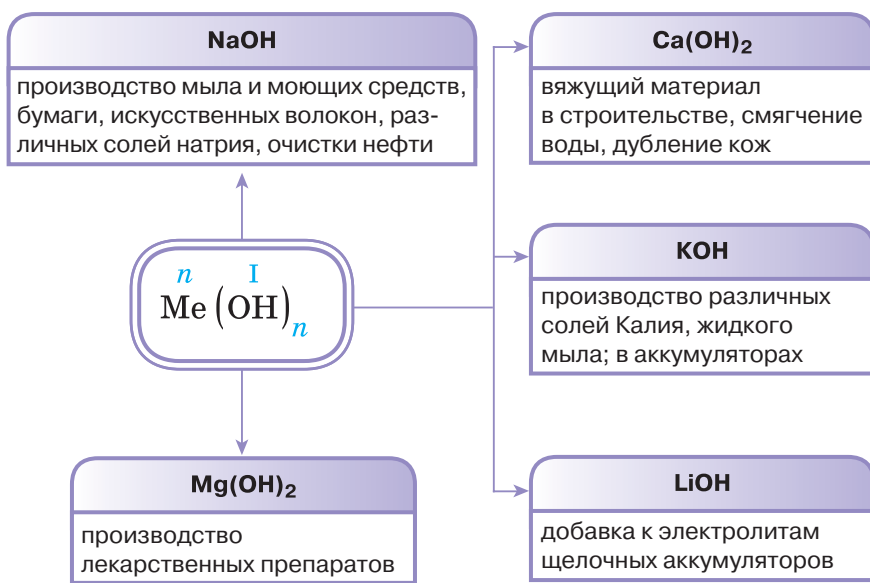 NaOH
производство мыла и моющих средств,
бумаги, искусственных волокон, раз-
личных солей натрия, очистки нефти
Ca(OH)₂
вяжущий материал
в строительстве, смягчение
воды, дубление кож
n I
Me (OH)n
KOH
производство различных
солей Калия, жидкого
мыла; в аккумуляторах
Mg(OH)₂
производство
лекарственных препаратов
LiOH
добавка к электролитам
щелочных аккумуляторов